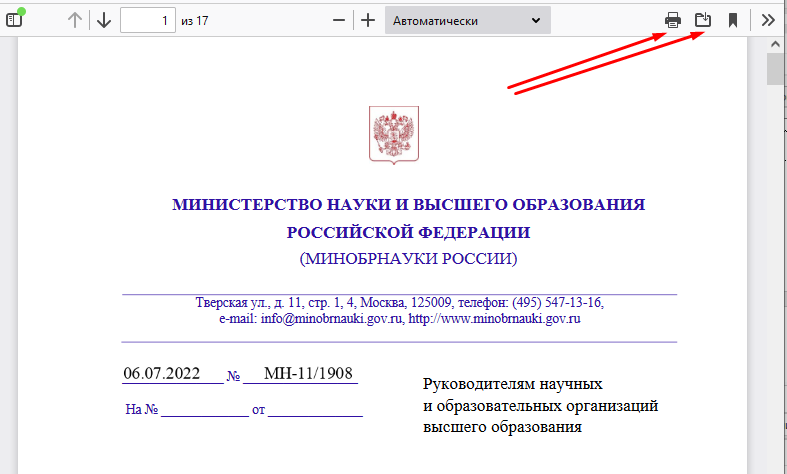 1 из 17 Автоматически
МИНИСТЕРСТВО НАУКИ И ВЫСШЕГО ОБРАЗОВАНИЯ
РОССИЙСКОЙ ФЕДЕРАЦИИ
(МИНОБРНАУКИ РОССИИ)
Тверская ул., д. 11, стр. 1, 4, Москва, 125009, телефон: (495) 547-13-16,
e-mail: info@minobrnauki.gov.ru, http://www.minobrnauki.gov.ru
06.07.2022 № МН-11/1908
На № _____________ от ______________
Руководителям научных
и образовательных организаций
высшего образования